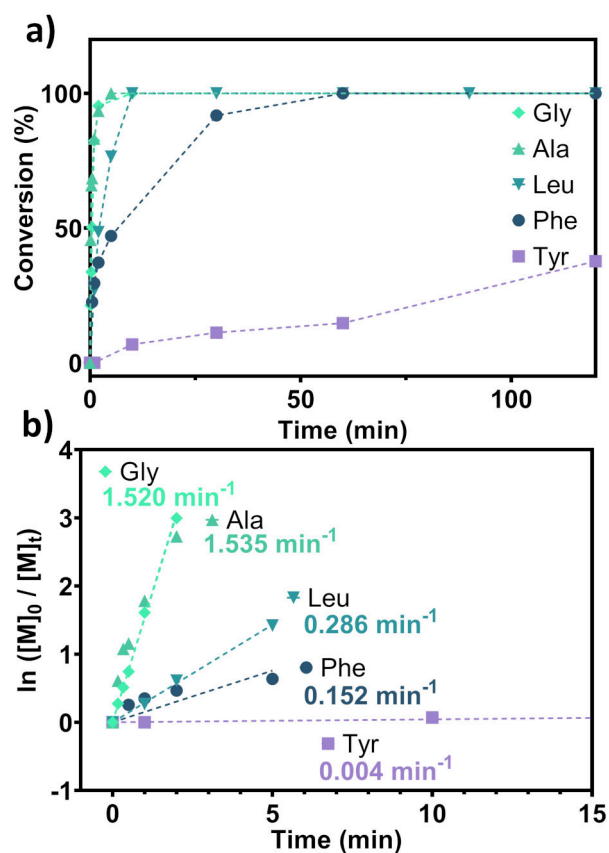 a)
Conversion (%)
100
50
0
Gly
Ala
Leu
Phe
Tyr
0
50
100
Time (min)
b)
ln ([M]₀ / [M]ₜ)
4
3
2
1
0
-1
Gly
1.520 min⁻¹
Ala
1.535 min⁻¹
Leu
0.286 min⁻¹
Phe
0.152 min⁻¹
Tyr
0.004 min⁻¹
0
5
10
15
Time (min)